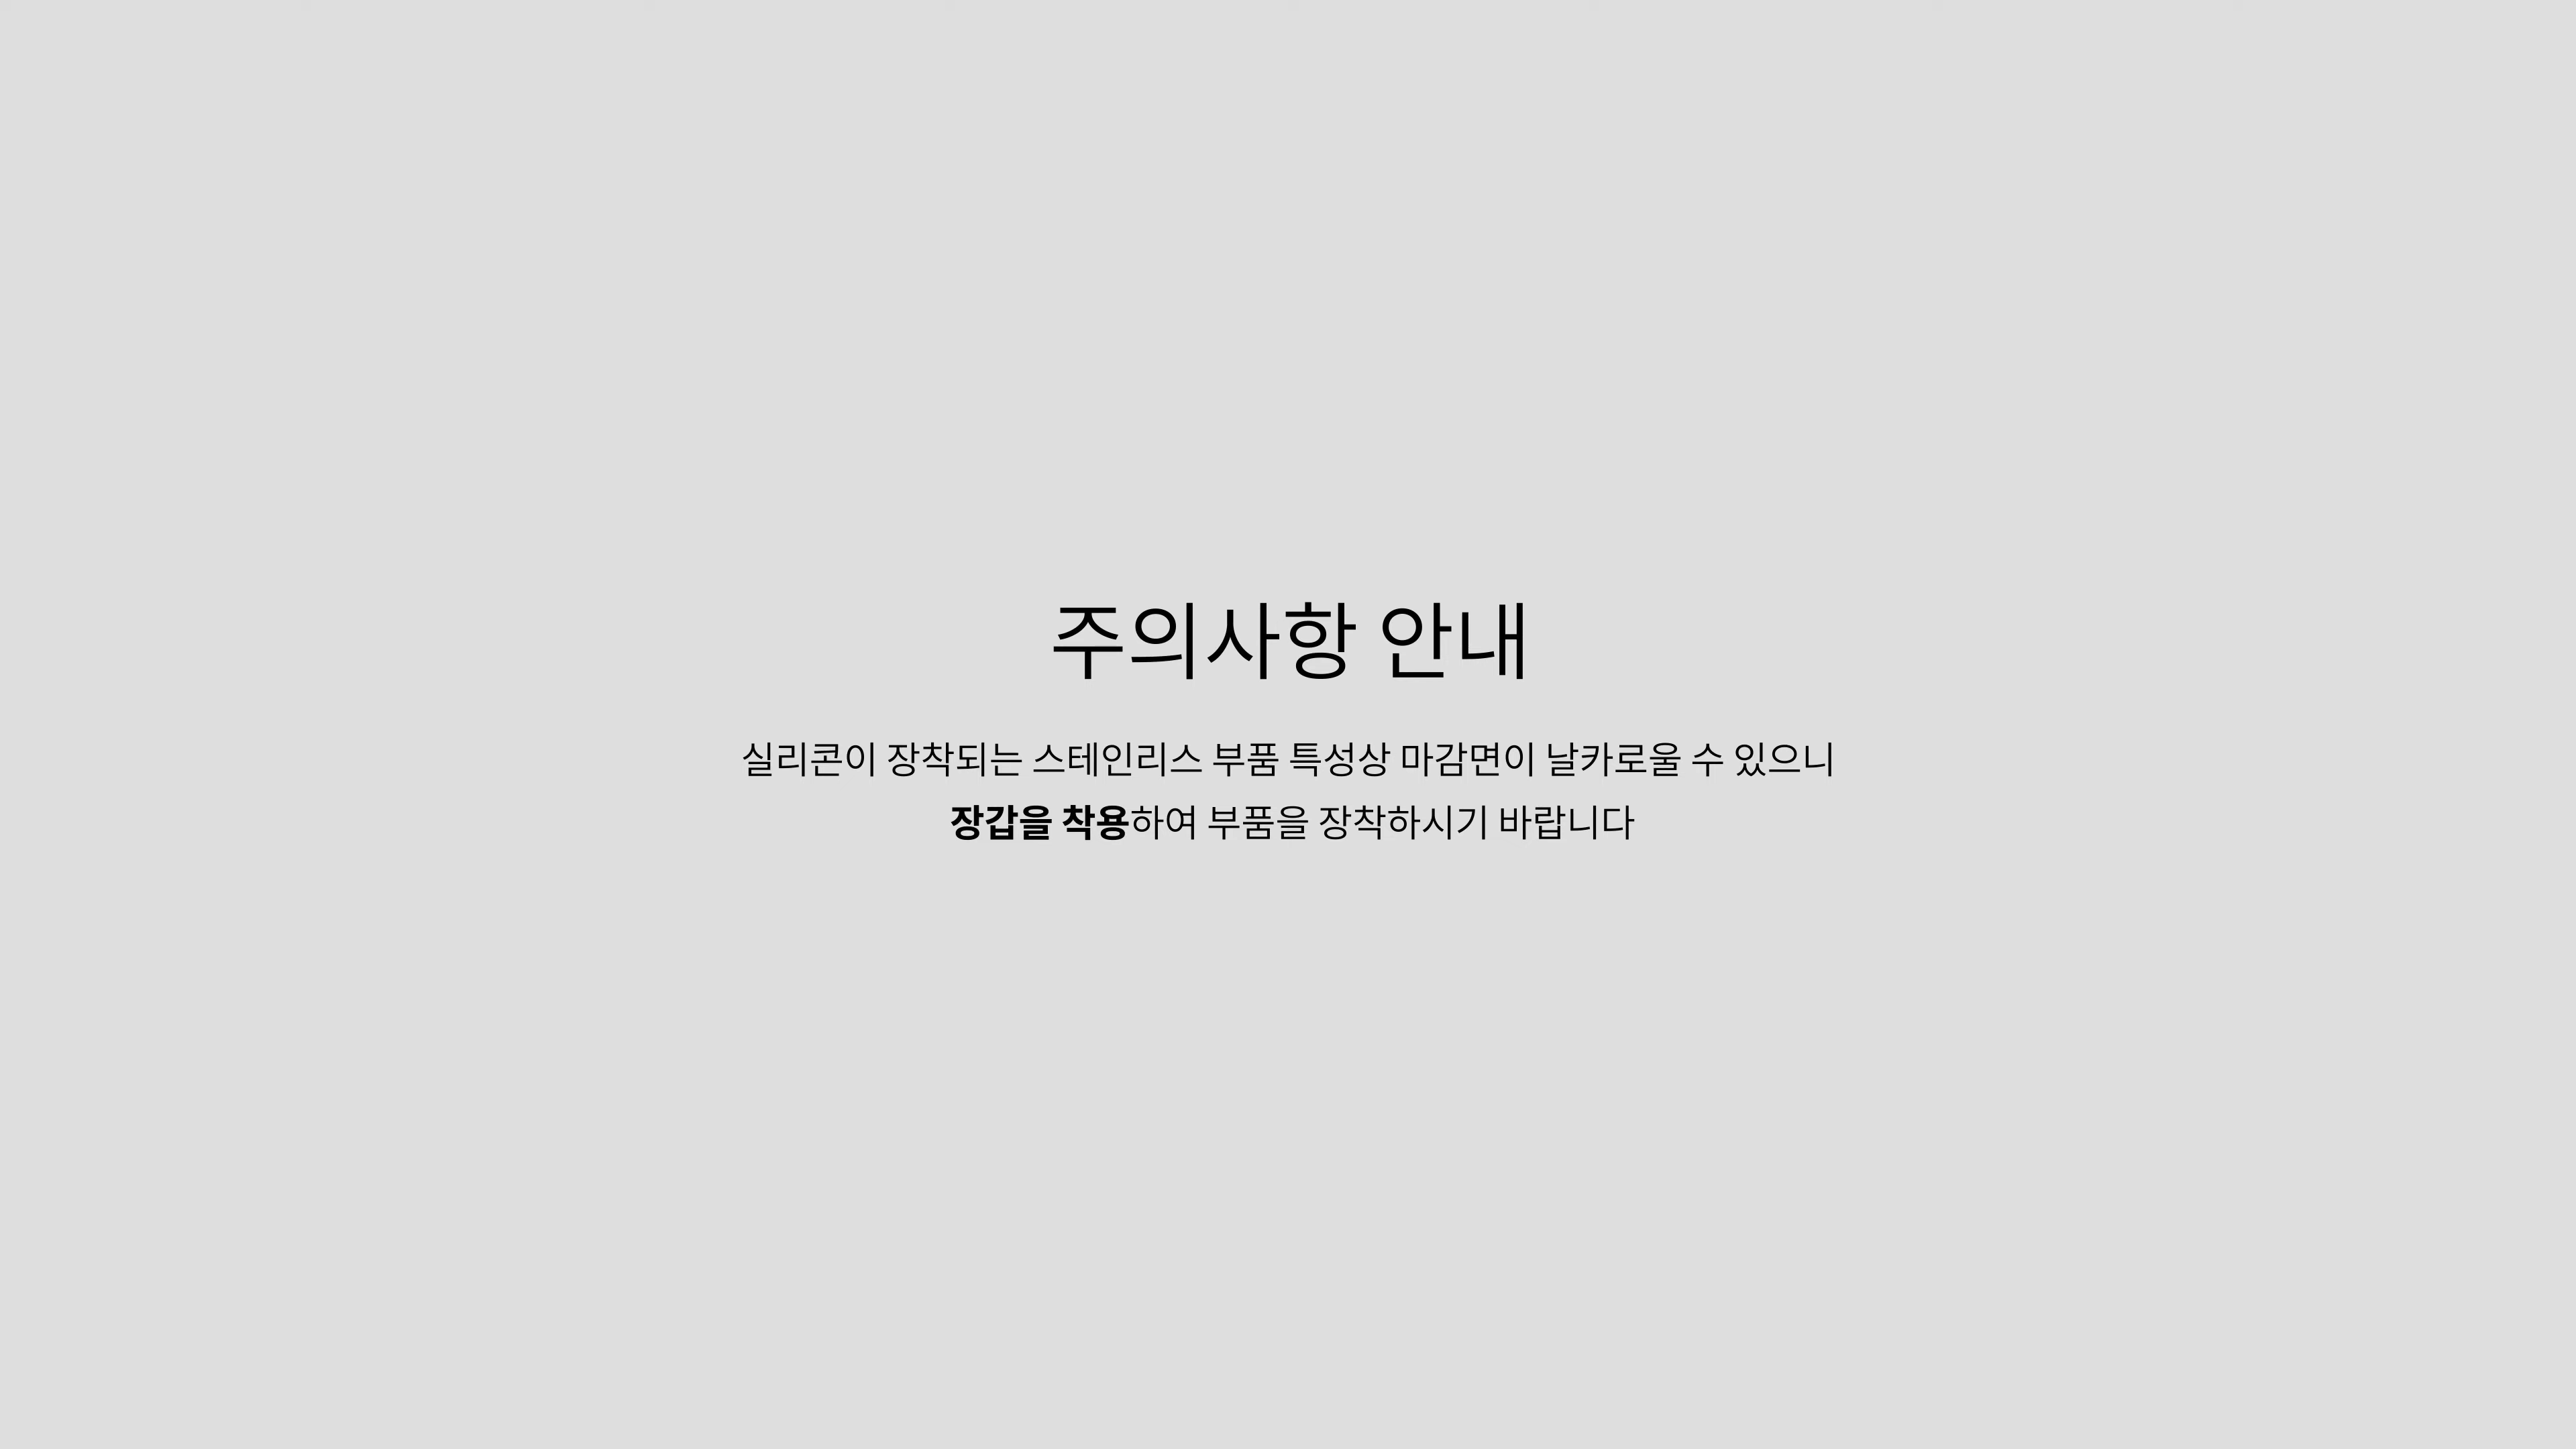 주의사항 안내
실리콘이 장착되는 스테인리스 부품 특성상 마감면이 날카로울 수 있으니
장갑을 착용하여 부품을 장착하시기 바랍니다